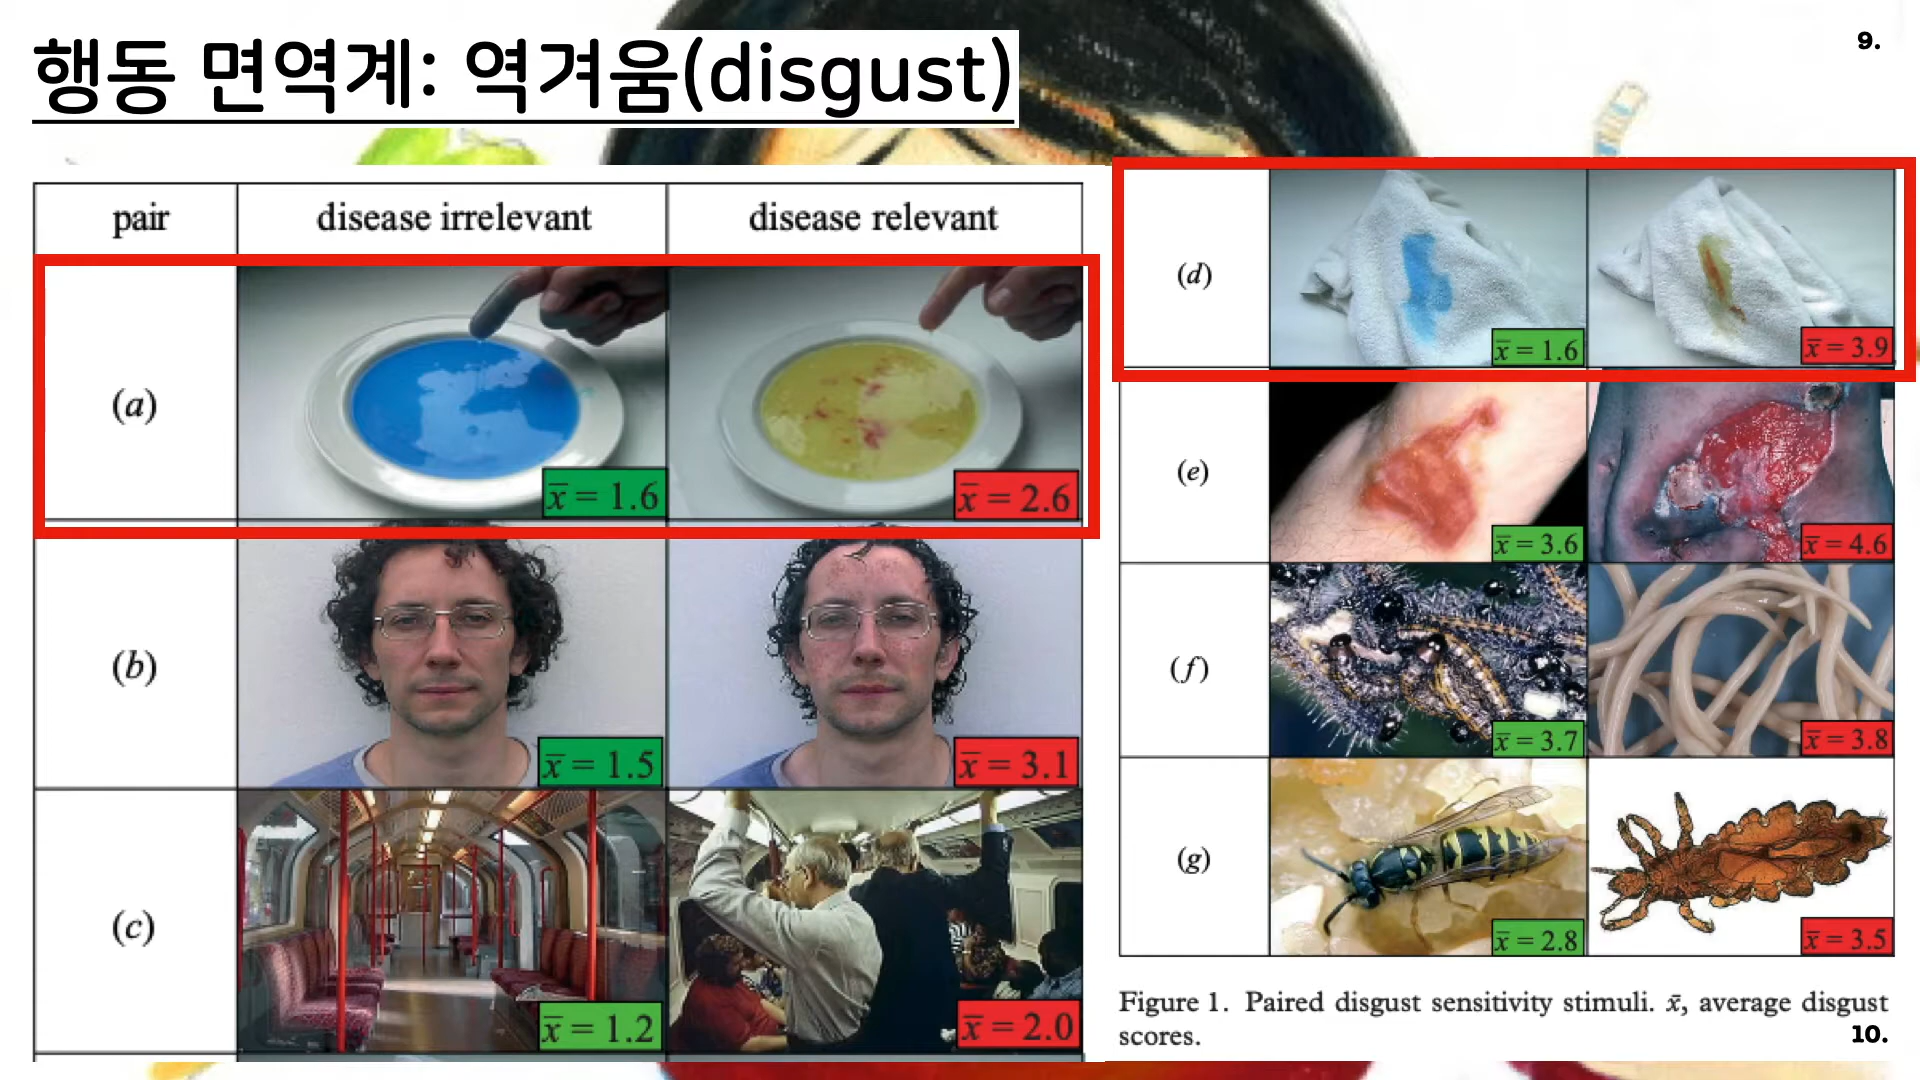 행동 면역계: 역겨움(disgust)
9.
pair
disease irrelevant
disease relevant
(a)
x̄ = 1.6
x̄ = 2.6
(b)
x̄ = 1.5
x̄ = 3.1
(c)
x̄ = 1.2
x̄ = 2.0
(d)
x̄ = 1.6
x̄ = 3.9
(e)
x̄ = 3.6
x̄ = 4.6
(f)
x̄ = 3.7
x̄ = 3.8
(g)
x̄ = 2.8
x̄ = 3.5
Figure 1. Paired disgust sensitivity stimuli. x̄, average disgust
scores.
10.